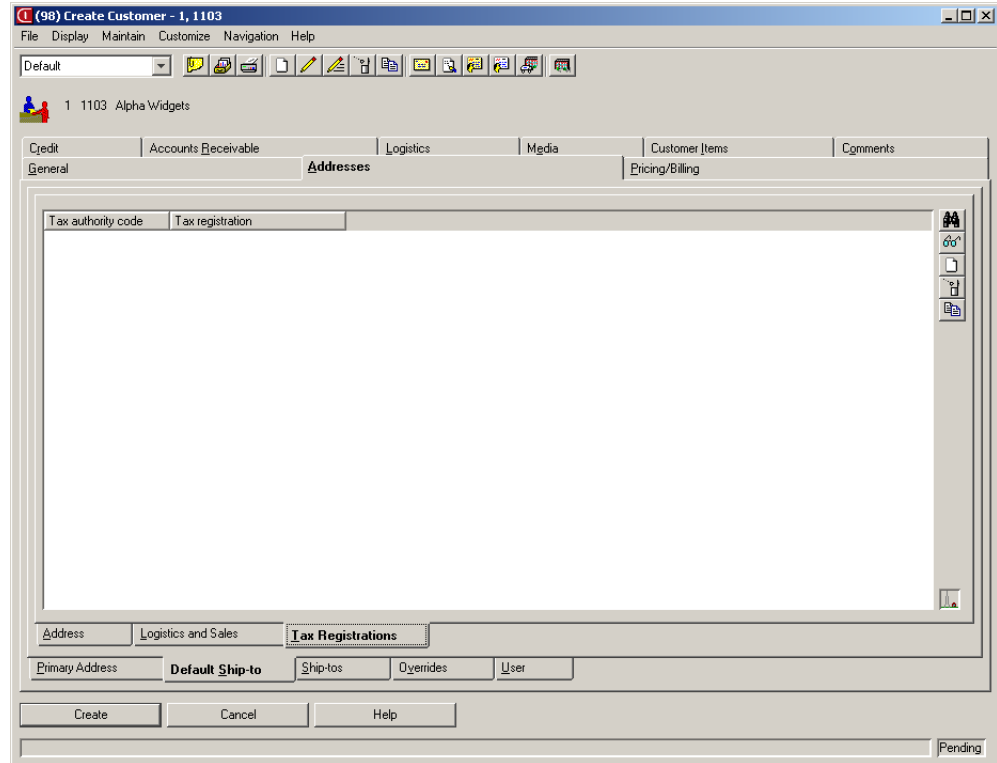 (98) Create Customer - 1, 1103
File Display Maintain Customize Navigation Help
Default
1 1103 Alpha Widgets
Credit Accounts Receivable Logistics Media Customer Items Comments
General Addresses Pricing/Billing
Tax authority code Tax registration
Address Logistics and Sales Tax Registrations
Primary Address Default Ship-to Ship-tos Overrides User
Create Cancel Help
Pending